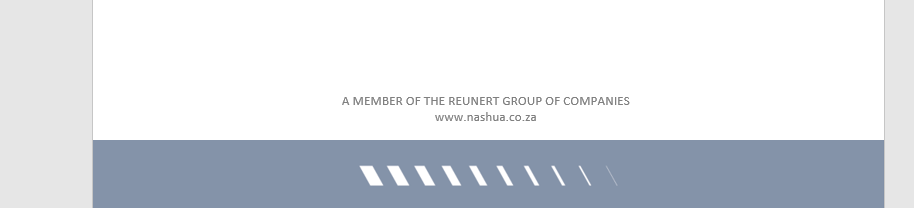 A MEMBER OF THE REUNERT GROUP OF COMPANIES
www.nashua.co.za